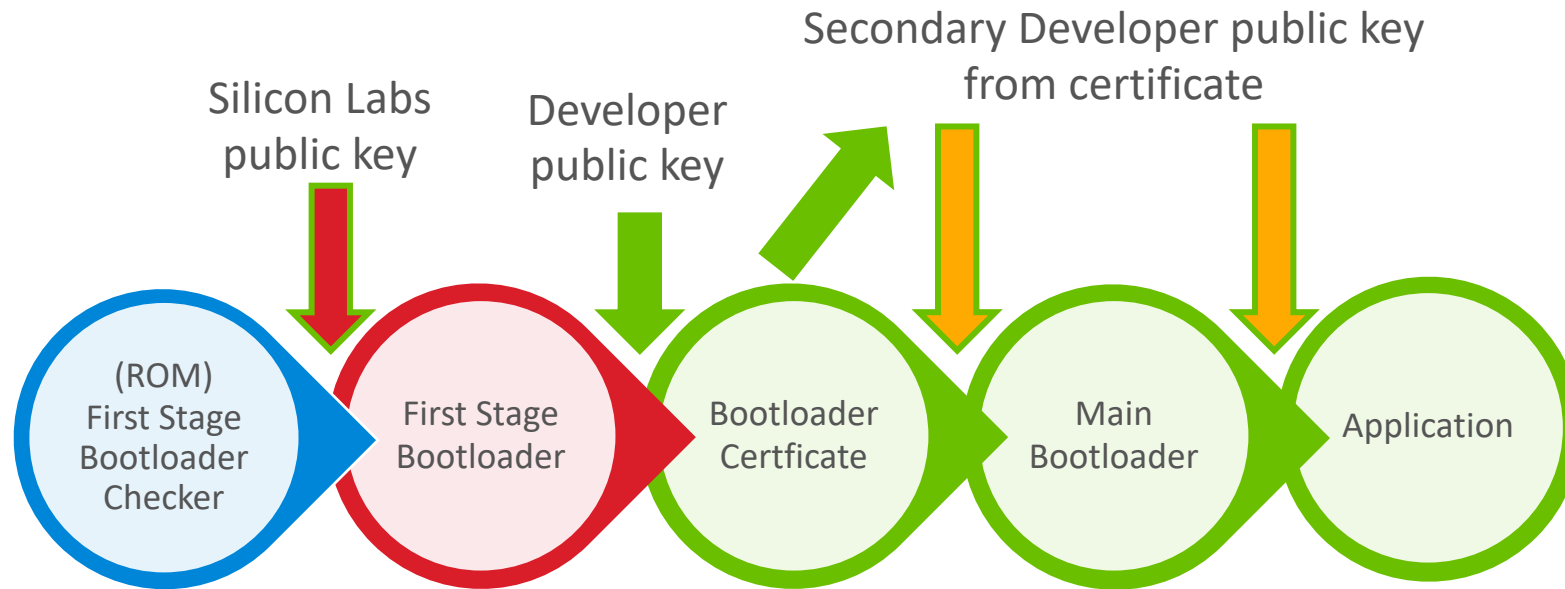 Secondary Developer public key
from certificate
Silicon Labs
public key
Developer
public key
(ROM)
First Stage
Bootloader
Checker
First Stage
Bootloader
Bootloader
Certficate
Main
Bootloader
Application